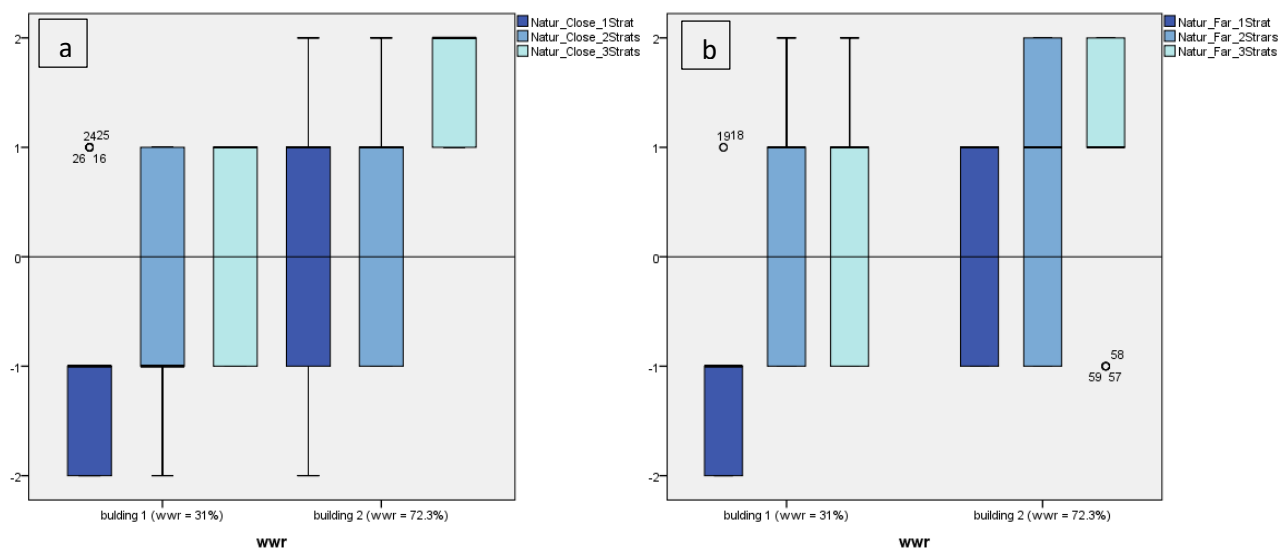 a
Natur_Close_1Strat
Natur_Close_2Strats
Natur_Close_3Strats
2
1
0
-1
-2
2425
26 16
bulding 1 (wwr = 31%)
building 2 (wwr = 72.3%)
wwr
b
Natur_Far_1Strat
Natur_Far_2Strars
Natur_Far_3Strats
2
1
0
-1
-2
1918
58
59 57
bulding 1 (wwr = 31%)
building 2 (wwr = 72.3%)
wwr